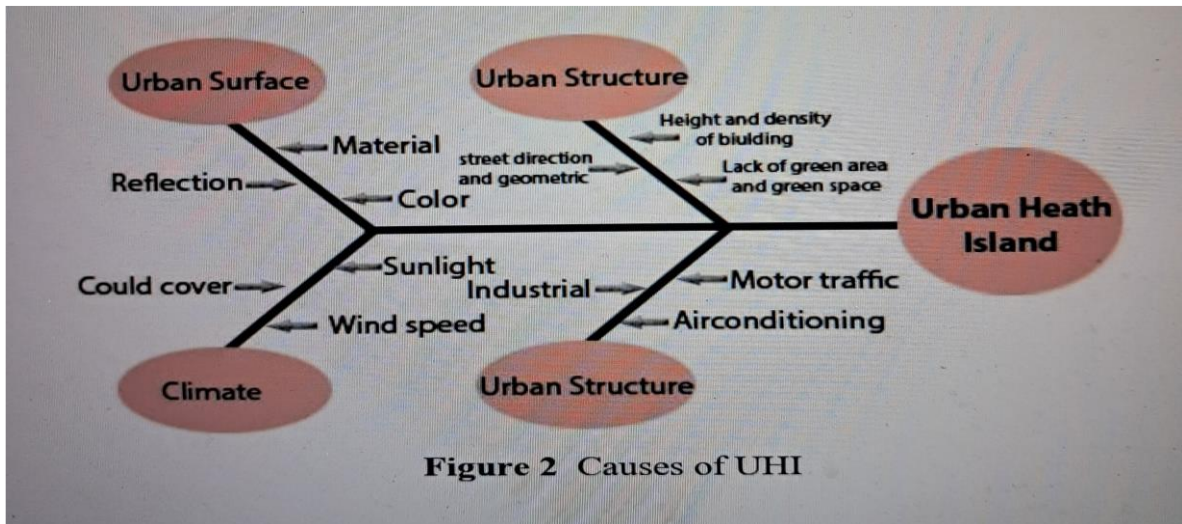 Urban Surface
Urban Structure
Material
Reflection
Color
Height and density
of biulding
street direction
and geometric
Lack of green area
and green space
Urban Heath
Island
Could cover
Sunlight
Wind speed
Industrial
Motor traffic
Airconditioning
Climate
Urban Structure
Figure 2 Causes of UHI